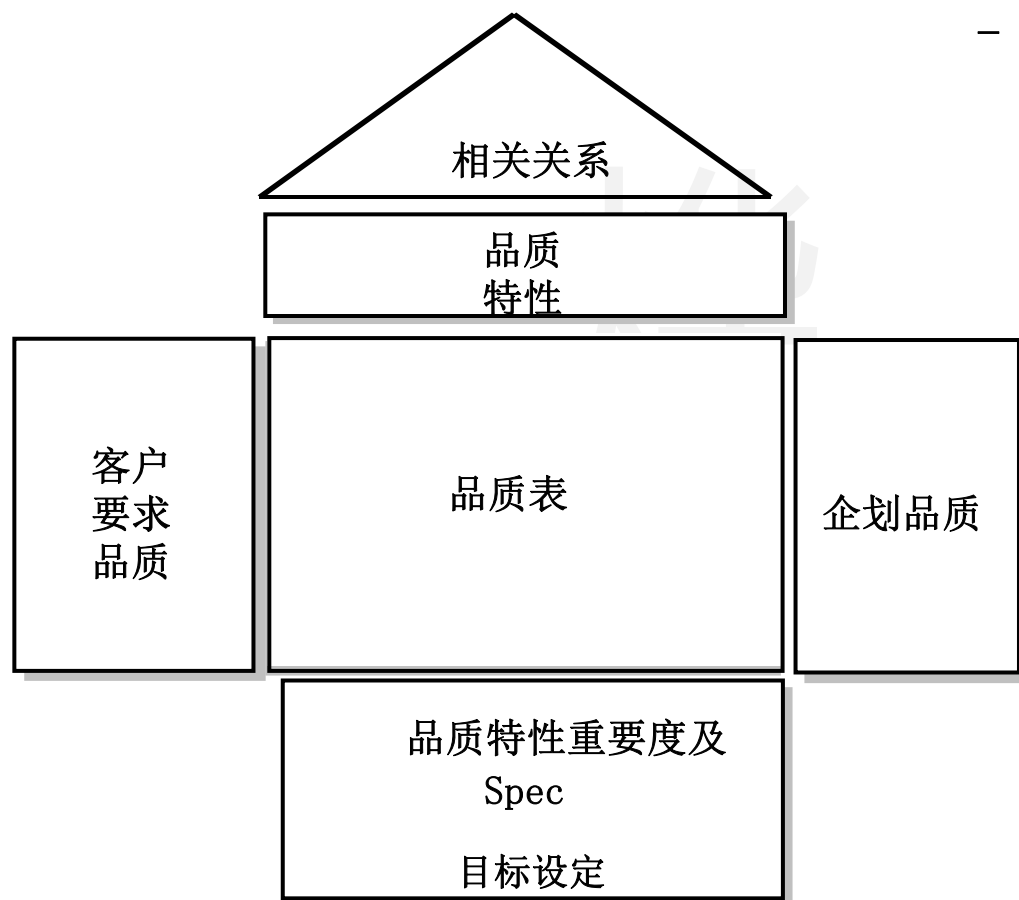 相关关系
品质
特性
客户
要求
品质
品质表
企划品质
品质特性重要度及
Spec
目标设定